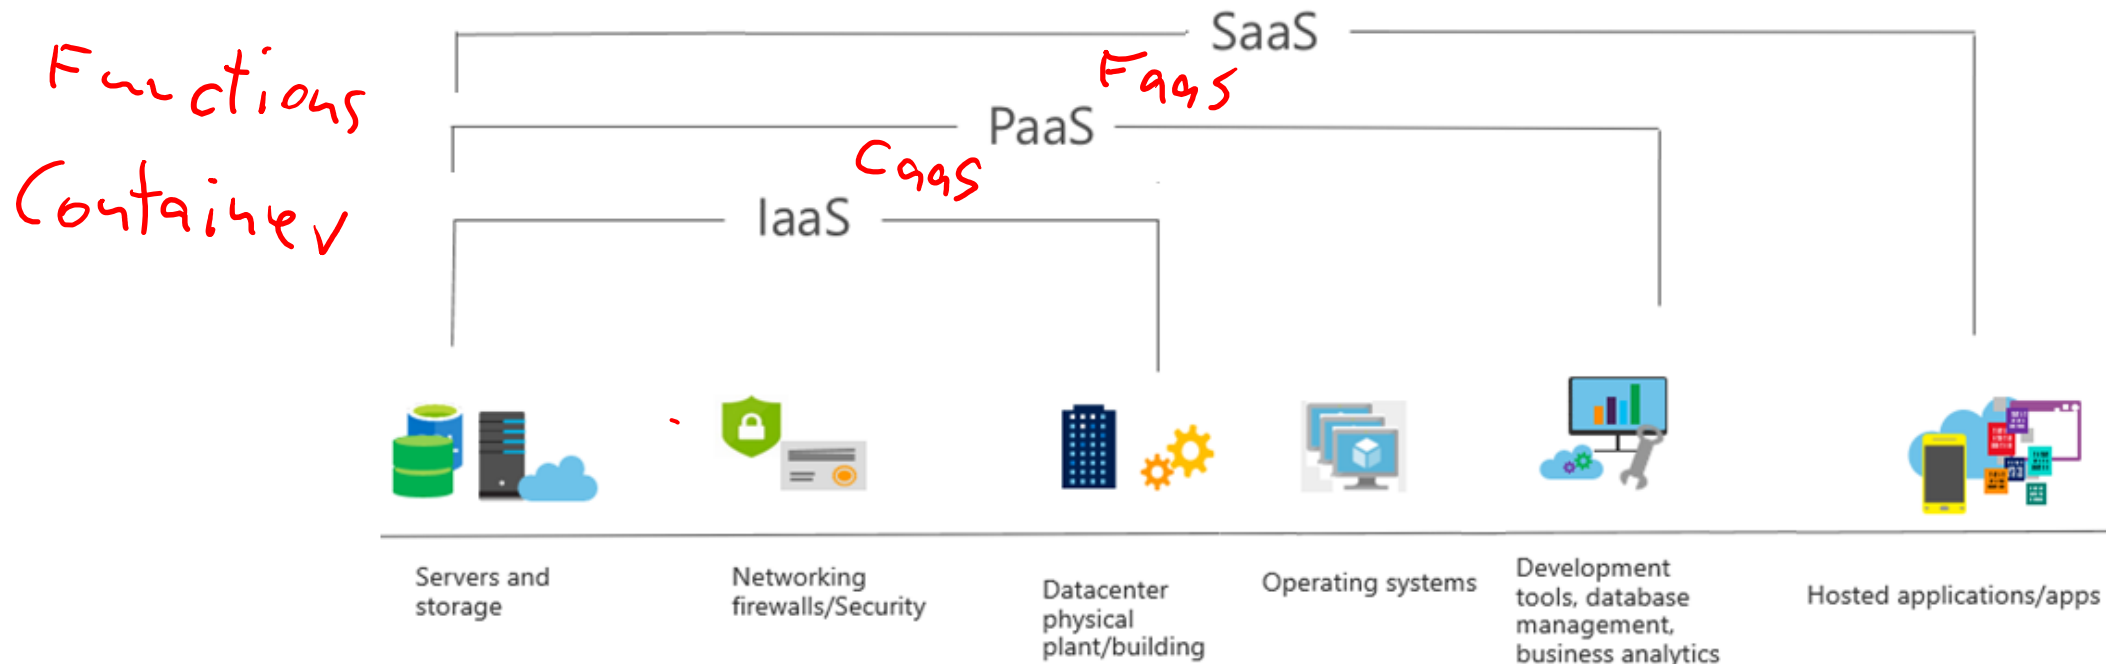 SaaS
Functions
FaaS
PaaS
CaaS
Container
IaaS
Servers and
storage
Networking
firewalls/Security
Datacenter
physical
plant/building
Operating systems
Development
tools, database
management,
business analytics
Hosted applications/apps